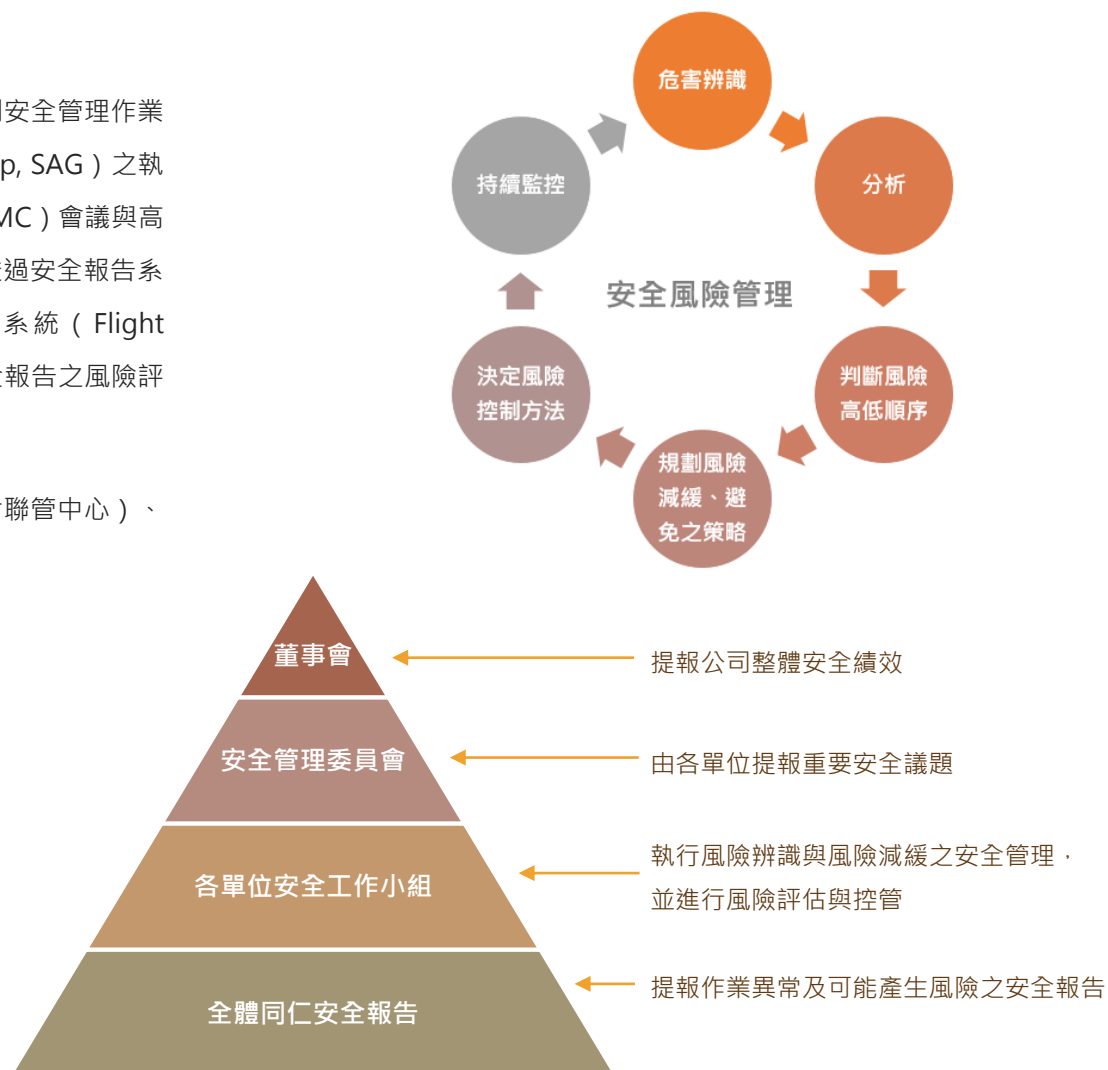 安全管理作業
p, SAG）之執
MC）會議與高
過安全報告系
系統（Flight
報告之風險評
聯管中心）、
危害辨識
分析
判斷風險
高低順序
規劃風險
減緩、避
免之策略
決定風險
控制方法
持續監控
安全風險管理
董事會
提報公司整體安全績效
安全管理委員會
由各單位提報重要安全議題
各單位安全工作小組
執行風險辨識與風險減緩之安全管理，
並進行風險評估與控管
全體同仁安全報告
提報作業異常及可能產生風險之安全報告